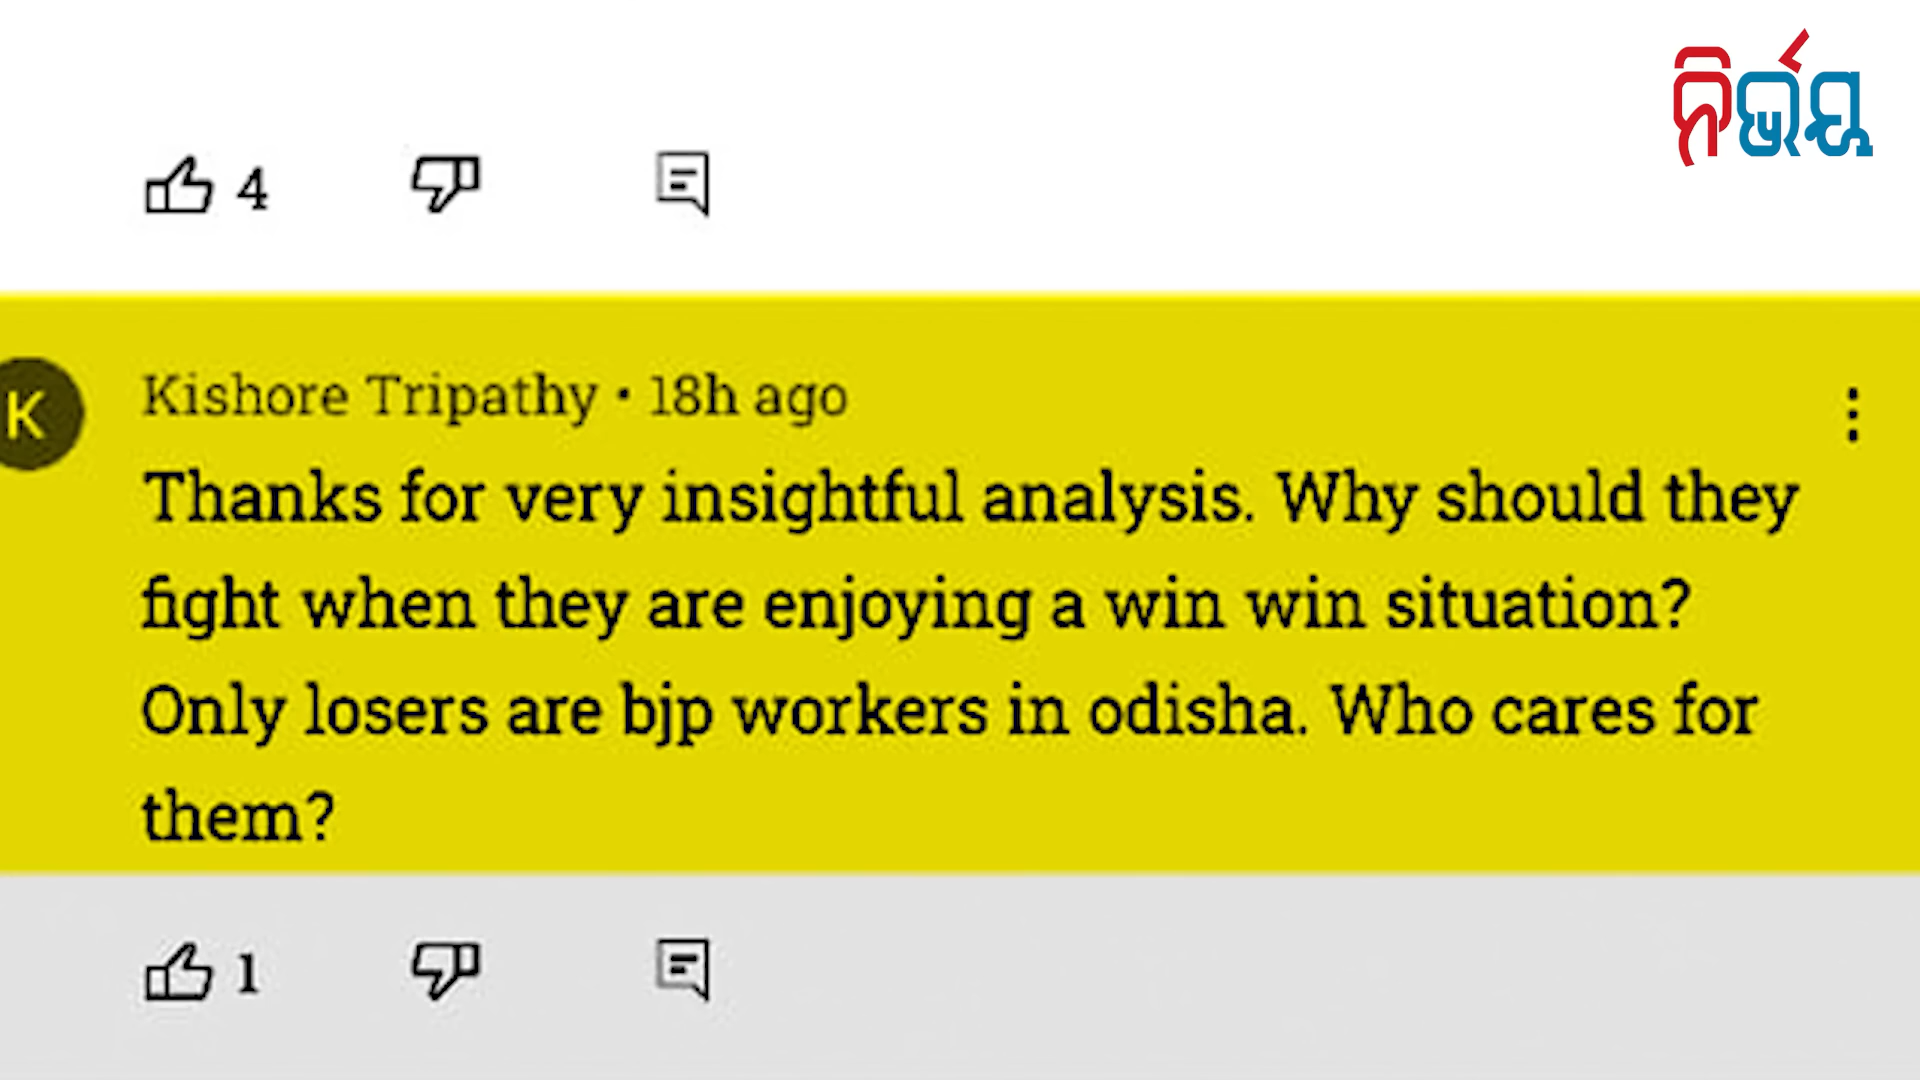 ନିର୍ଭୟ
4
Kishore Tripathy • 18h ago
K
Thanks for very insightful analysis. Why should they
fight when they are enjoying a win win situation?
Only losers are bjp workers in odisha. Who cares for
them?
1